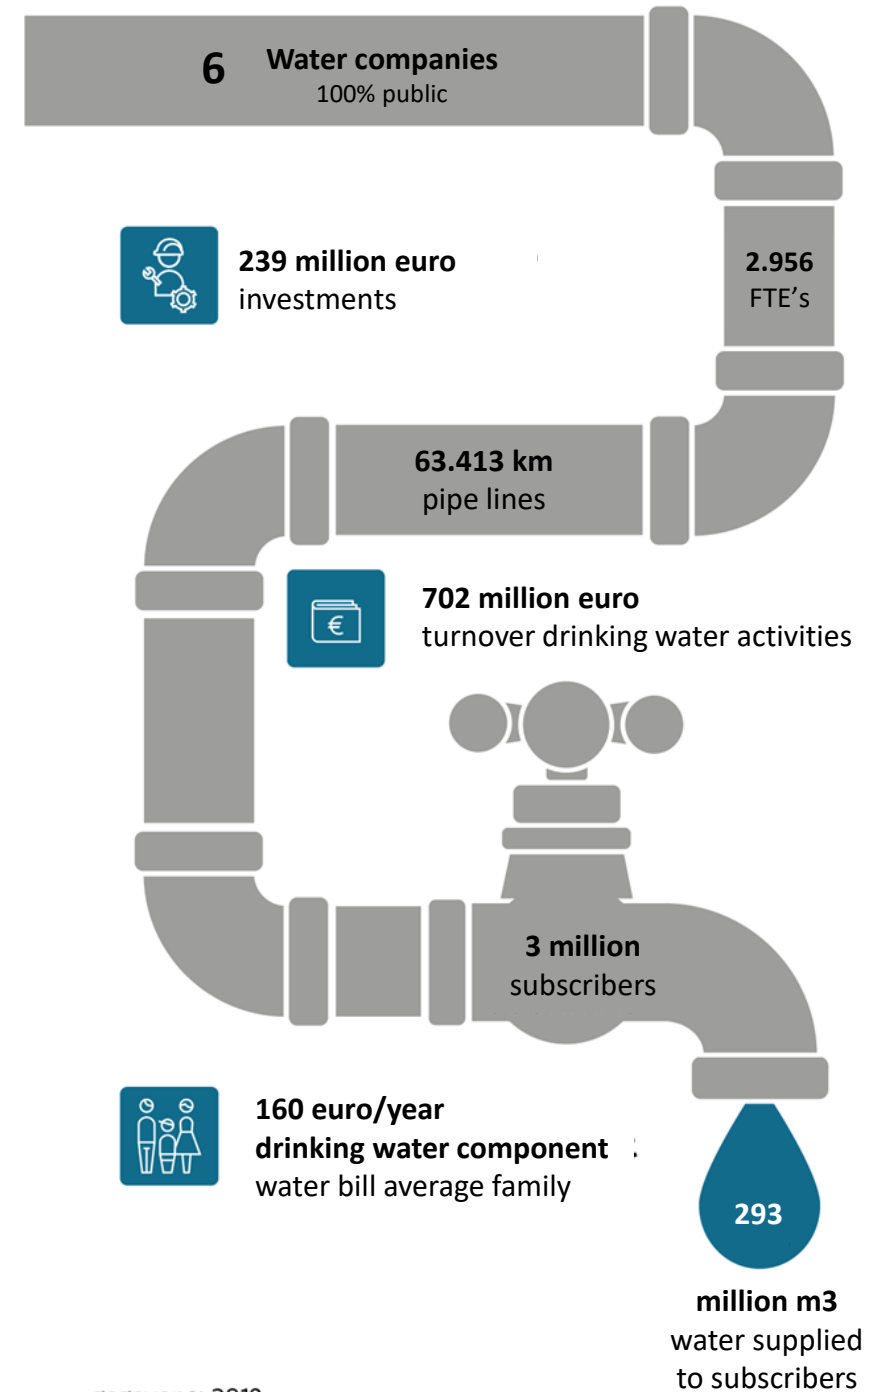 6 Water companies
100% public
239 million euro
investments
2.956
FTE's
63.413 km
pipe lines
702 million euro
turnover drinking water activities
3 million
subscribers
160 euro/year
drinking water component
water bill average family
293
million m3
water supplied
to subscribers